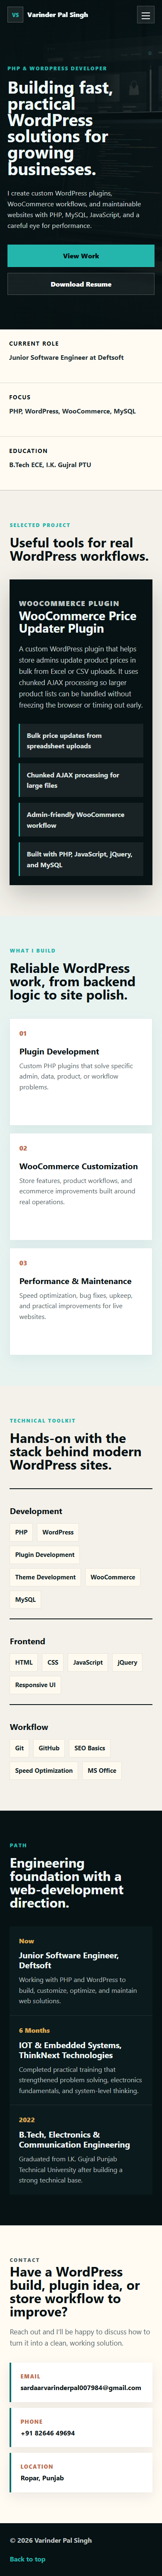 VS
Varinder Pal Singh
PHP & WORDPRESS DEVELOPER
Building fast,
practical
WordPress
solutions for
growing
businesses.
I create custom WordPress plugins,
WooCommerce workflows, and maintainable
websites with PHP, MySQL, JavaScript, and a
careful eye for performance.
View Work
Download Resume
CURRENT ROLE
Junior Software Engineer at Deftsoft
FOCUS
PHP, WordPress, WooCommerce, MySQL
EDUCATION
B.Tech ECE, I.K. Gujral PTU
SELECTED PROJECT
Useful tools for real
WordPress workflows.
WOOCOMMERCE PLUGIN
WooCommerce Price
Updater Plugin
A custom WordPress plugin that helps
store admins update product prices in
bulk from Excel or CSV uploads. It uses
chunked AJAX processing so larger
product lists can be handled without
freezing the browser or timing out early.
Bulk price updates from
spreadsheet uploads
Chunked AJAX processing for
large files
Admin-friendly WooCommerce
workflow
Built with PHP, JavaScript, jQuery,
and MySQL
WHAT I BUILD
Reliable WordPress
work, from backend
logic to site polish.
01
Plugin Development
Custom PHP plugins that solve specific
admin, data, product, or workflow
problems.
02
WooCommerce Customization
Store features, product workflows, and
ecommerce improvements built around
real operations.
03
Performance & Maintenance
Speed optimization, bug fixes, upkeep,
and practical improvements for live
websites.
TECHNICAL TOOLKIT
Hands-on with the
stack behind modern
WordPress sites.
Development
PHP
WordPress
Plugin Development
Theme Development
WooCommerce
MySQL
Frontend
HTML
CSS
JavaScript
jQuery
Responsive UI
Workflow
Git
GitHub
SEO Basics
Speed Optimization
MS Office
PATH
Engineering
foundation with a
web-development
direction.
Now
Junior Software Engineer,
Deftsoft
Working with PHP and WordPress to
build, customize, optimize, and maintain
web solutions.
6 Months
IOT & Embedded Systems,
ThinkNext Technologies
Completed practical training that
strengthened problem solving, electronics
fundamentals, and system-level thinking.
2022
B.Tech, Electronics &
Communication Engineering
Graduated from I.K. Gujral Punjab
Technical University after building a
strong technical base.
CONTACT
Have a WordPress
build, plugin idea, or
store workflow to
improve?
Reach out and I'll be happy to discuss how to
turn it into a clean, working solution.
EMAIL
sardaarvarinderpal007984@gmail.com
PHONE
+91 82646 49694
LOCATION
Ropar, Punjab
© 2026 Varinder Pal Singh
Back to top